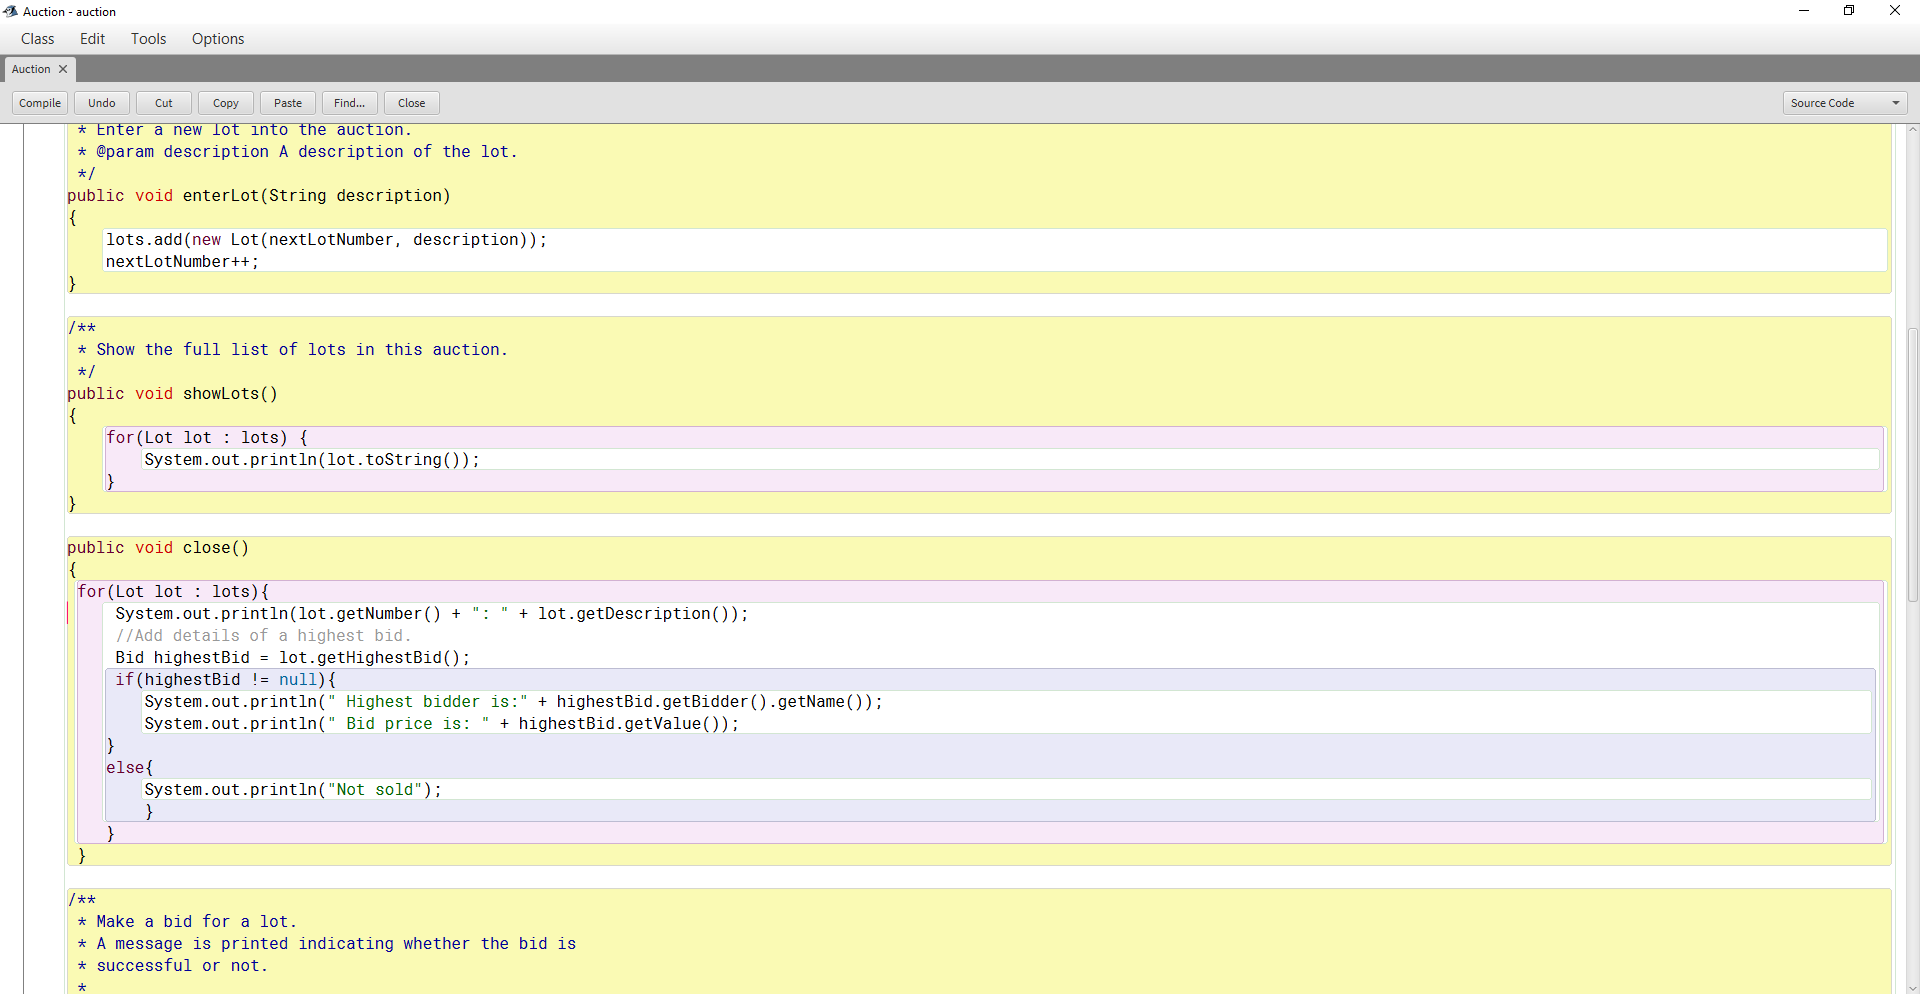 Auction - auction
Class Edit Tools Options
Auction
Compile Undo Cut Copy Paste Find... Close Source Code
* Enter a new lot into the auction.
* @param description A description of the lot.
*/
public void enterLot(String description)
{
lots.add(new Lot(nextLotNumber, description));
nextLotNumber++;
}
/**
* Show the full list of lots in this auction.
*/
public void showLots()
{
for(Lot lot : lots) {
System.out.println(lot.toString());
}
}
public void close()
{
for(Lot lot : lots){
System.out.println(lot.getNumber() + ": " + lot.getDescription());
//Add details of a highest bid.
Bid highestBid = lot.getHighestBid();
if(highestBid != null){
System.out.println(" Highest bidder is:" + highestBid.getBidder().getName());
System.out.println(" Bid price is: " + highestBid.getValue());
}
else{
System.out.println("Not sold");
}
}
}
/**
* Make a bid for a lot.
* A message is printed indicating whether the bid is
* successful or not.
*